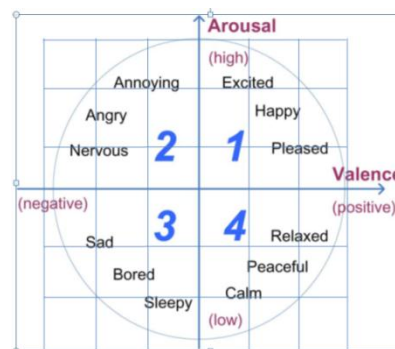 Arousal
(high)
Annoying
Excited
Angry
Happy
Nervous
2
1
Pleased
Valence
(negative)
(positive)
3
4
Sad
Relaxed
Bored
Peaceful
Sleepy
Calm
(low)